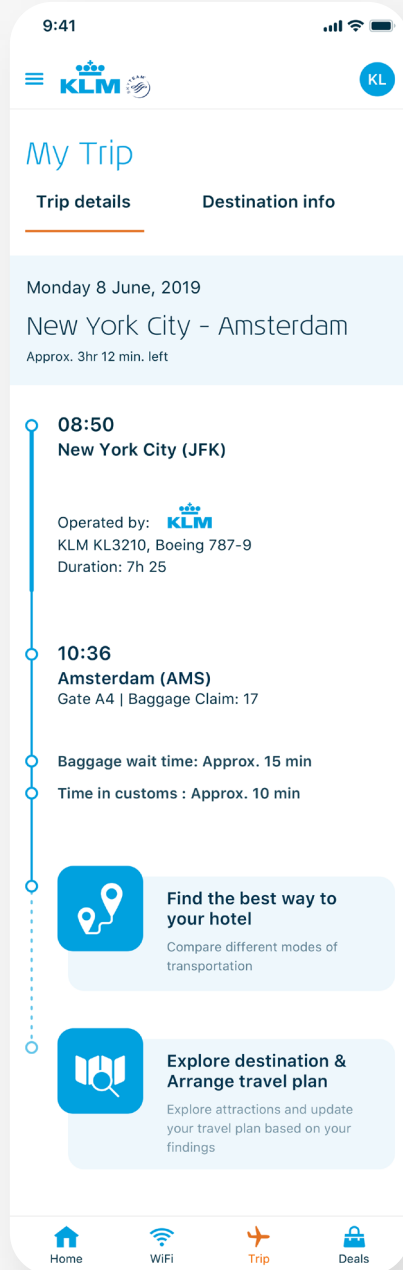 9:41
KLM
KL
My Trip
Trip details
Destination info
Monday 8 June, 2019
New York City - Amsterdam
Approx. 3hr 12 min. left
08:50
New York City (JFK)
Operated by: KLM
KLM KL3210, Boeing 787-9
Duration: 7h 25
10:36
Amsterdam (AMS)
Gate A4 | Baggage Claim: 17
Baggage wait time: Approx. 15 min
Time in customs : Approx. 10 min
Find the best way to
your hotel
Compare different modes of
transportation
Explore destination &
Arrange travel plan
Explore attractions and update
your travel plan based on your
findings
Home
WiFi
Trip
Deals